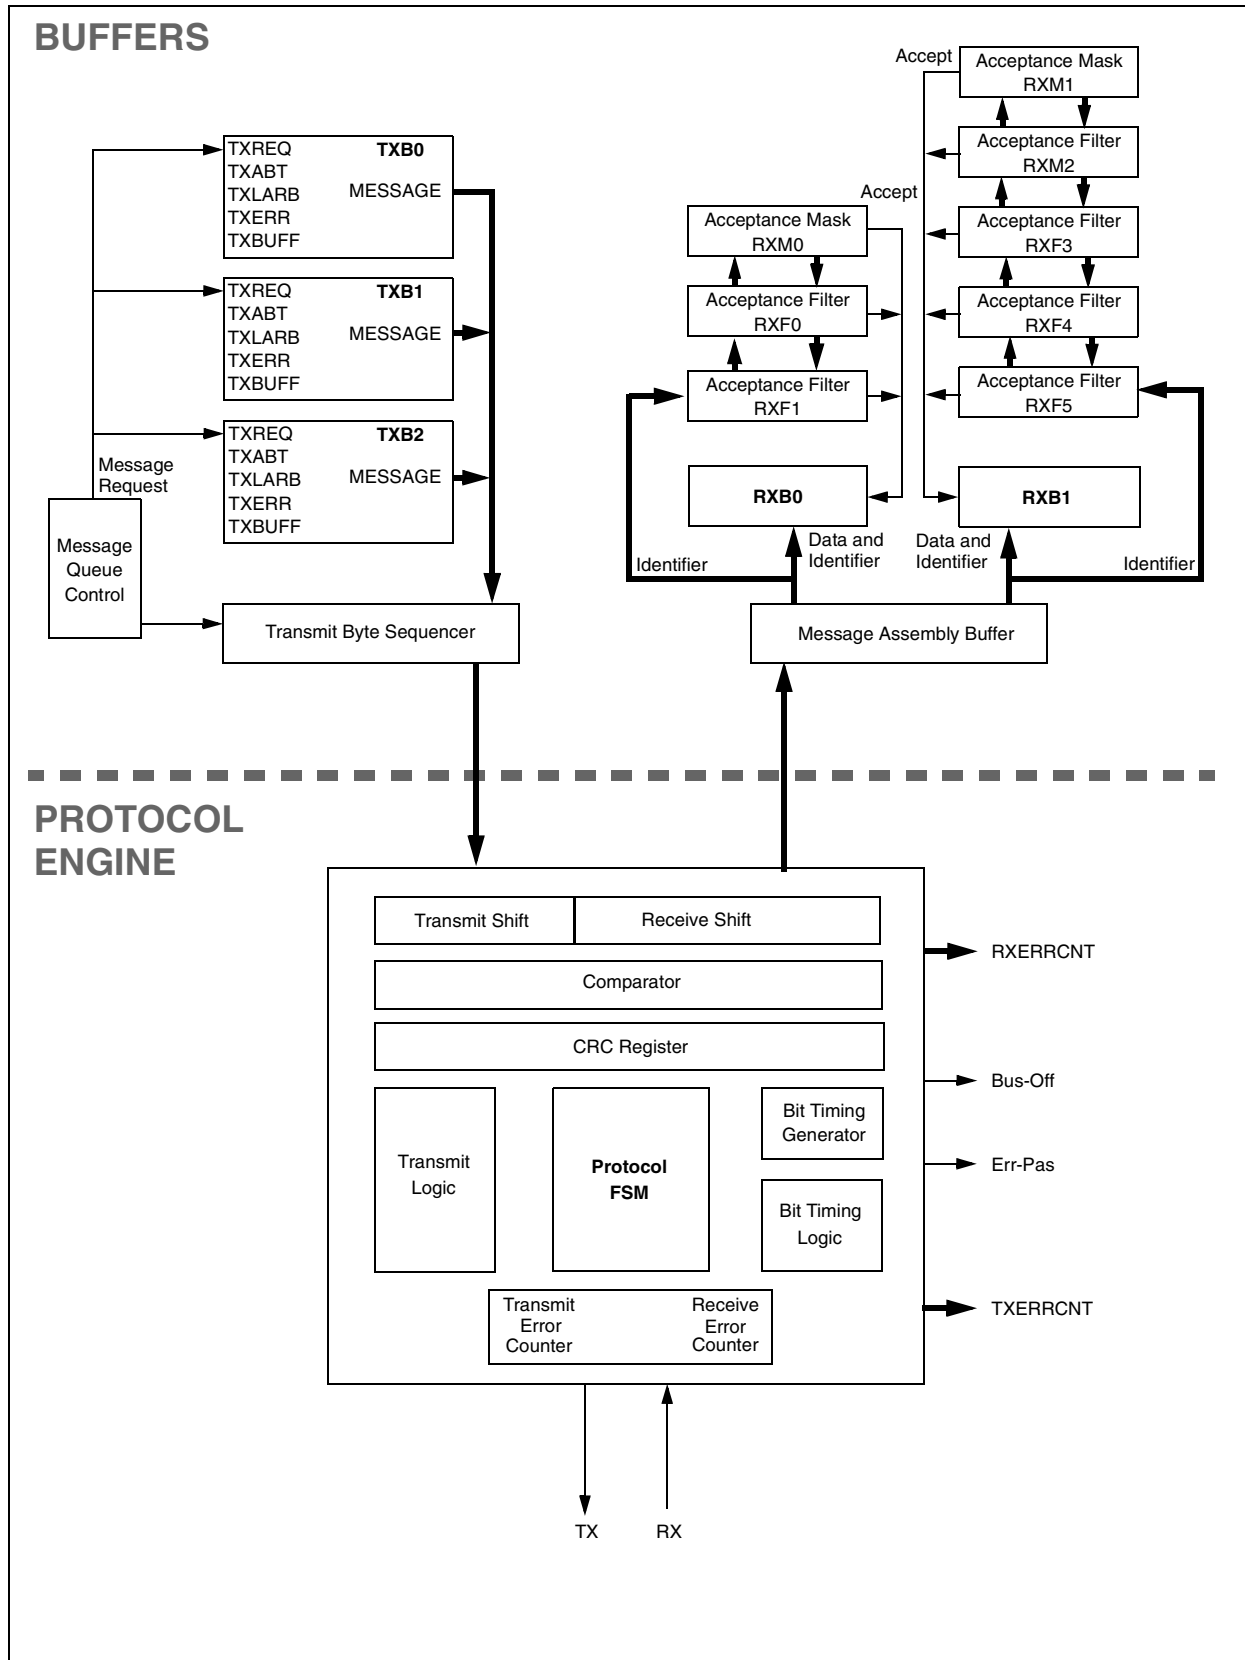 BUFFERS
TXREQ TXB0
TXABT
MESSAGE
TXLARB
TXERR
TXBUFF
TXREQ TXB1
TXABT
MESSAGE
TXLARB
TXERR
TXBUFF
TXREQ TXB2
TXABT
MESSAGE
TXLARB
TXERR
TXBUFF
Message
Request
Message
Queue
Control
Transmit Byte Sequencer
Accept
Acceptance Mask
RXM1
Acceptance Filter
RXM2
Accept
Acceptance Filter
RXF3
Acceptance Filter
RXF4
Acceptance Filter
RXF5
Acceptance Mask
RXM0
Acceptance Filter
RXF0
Acceptance Filter
RXF1
RXB0
RXB1
Identifier
Data and
Identifier
Data and
Identifier
Identifier
Message Assembly Buffer
PROTOCOL
ENGINE
Transmit Shift
Receive Shift
Comparator
CRC Register
Transmit
Logic
Protocol
FSM
Bit Timing
Generator
Bit Timing
Logic
Transmit
Error
Counter
Receive
Error
Counter
RXERRCNT
Bus-Off
Err-Pas
TXERRCNT
TX
RX